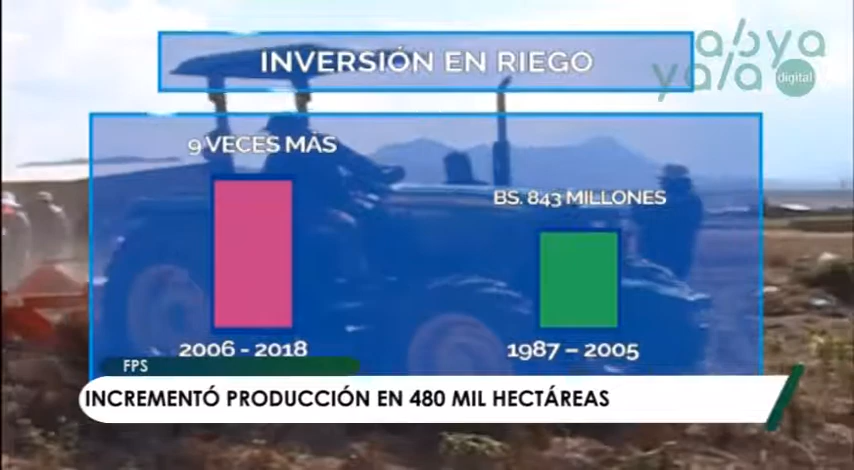 INVERSIÓN EN RIEGO
abya
yala
digital
9 VECES MÁS
BS. 843 MILLONES
2006 - 2018
1987 – 2005
FPS
INCREMENTÓ PRODUCCIÓN EN 480 MIL HECTÁREAS